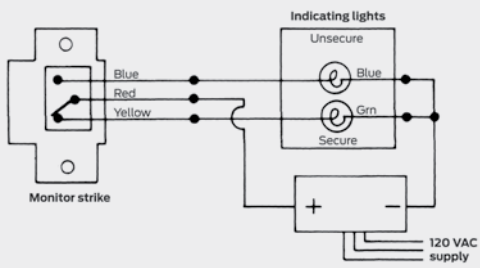 Indicating lights
Unsecure
Blue
Blue
Red
Yellow
Grn
Secure
Monitor strike
+ −
120 VAC
supply